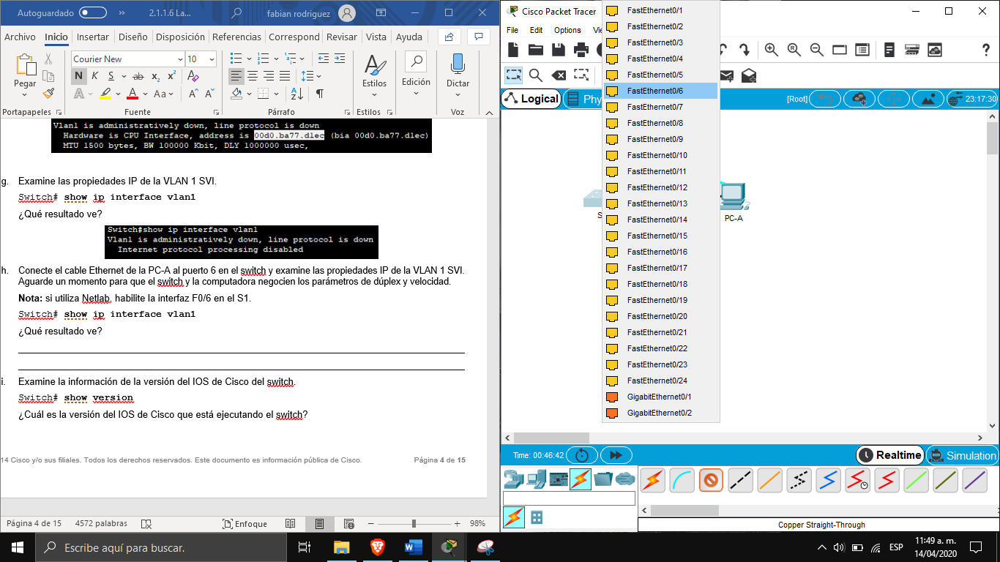 Autoguardado
2.1.1.6 La...
fabian rodriguez
Archivo Inicio Insertar Diseño Disposición Referencias Correspond Revisar Vista Ayuda
Pegar
Courier New
10
N K S ab x₂ x²
A A Aa A A
Estilos
Edición
Dictar
Portapapeles Fuente Párrafo Estilos Voz
Vlan1 is administratively down, line protocol is down
Hardware is CPU Interface, address is 00d0.ba77.d1ec (bia 00d0.ba77.d1ec)
MTU 1500 bytes, BW 100000 Kbit, DLY 1000000 usec,
g. Examine las propiedades IP de la VLAN 1 SVI.
Switch# show ip interface vlan1
¿Qué resultado ve?
Switch#show ip interface vlan1
Vlan1 is administratively down, line protocol is down
Internet protocol processing disabled
h. Conecte el cable Ethernet de la PC-A al puerto 6 en el switch y examine las propiedades IP de la VLAN 1 SVI.
Aguarde un momento para que el switch y la computadora negocien los parámetros de dúplex y velocidad.
Nota: si utiliza Netlab, habilite la interfaz F0/6 en el S1.
Switch# show ip interface vlan1
¿Qué resultado ve?
i. Examine la información de la versión del IOS de Cisco del switch.
Switch# show version
¿Cuál es la versión del IOS de Cisco que está ejecutando el switch?
14 Cisco y/o sus filiales. Todos los derechos reservados. Este documento es información pública de Cisco.
Página 4 de 15
Página 4 de 15 4572 palabras
Enfoque
98%
Cisco Packet Tracer
File Edit Options Vie
Logical
Phy
[Root]
23:17:30
FastEthernet0/1
FastEthernet0/2
FastEthernet0/3
FastEthernet0/4
FastEthernet0/5
FastEthernet0/6
FastEthernet0/7
FastEthernet0/8
FastEthernet0/9
FastEthernet0/10
FastEthernet0/11
FastEthernet0/12
FastEthernet0/13
FastEthernet0/14
FastEthernet0/15
FastEthernet0/16
FastEthernet0/17
FastEthernet0/18
FastEthernet0/19
FastEthernet0/20
FastEthernet0/21
FastEthernet0/22
FastEthernet0/23
FastEthernet0/24
GigabitEthernet0/1
GigabitEthernet0/2
S
PC-A
Time: 00:46:42
Realtime
Simulation
Copper Straight-Through
Escribe aquí para buscar.
ESP
11:49 a. m.
14/04/2020